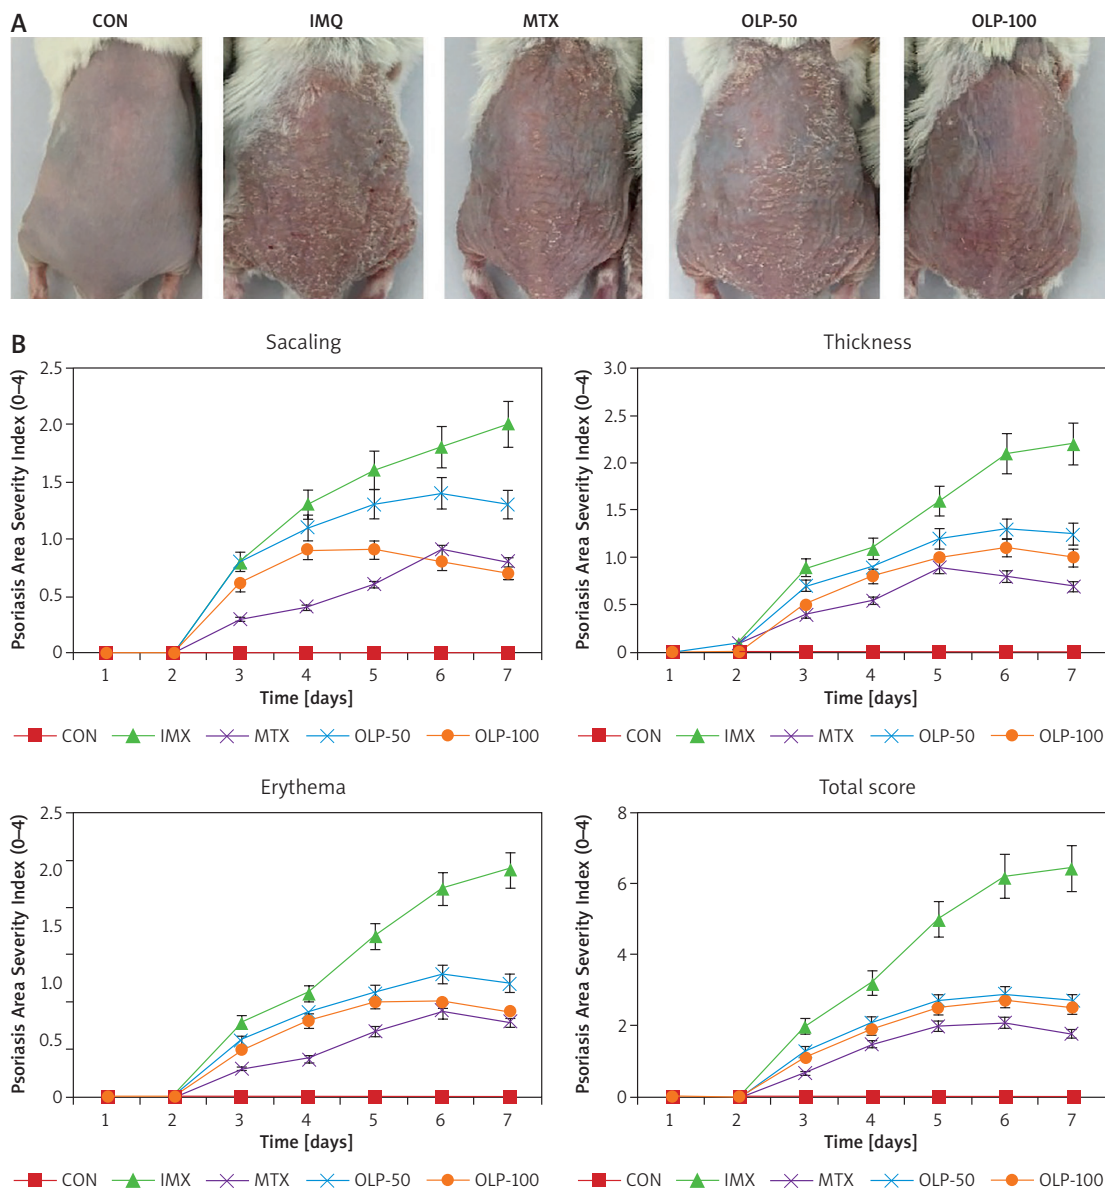 A
CON IMQ MTX OLP-50 OLP-100
B
Sacaling
Psoriasis Area Severity Index (0–4)
2.5
2.0
1.5
1.0
0.5
0
1 2 3 4 5 6 7
Time [days]
CON IMX MTX OLP-50 OLP-100
Thickness
Psoriasis Area Severity Index (0–4)
3.0
2.5
2.0
1.5
1.0
0.5
0
1 2 3 4 5 6 7
Time [days]
CON IMX MTX OLP-50 OLP-100
Erythema
Psoriasis Area Severity Index (0–4)
2.5
2.0
1.5
1.0
0.5
0
1 2 3 4 5 6 7
Time [days]
CON IMX MTX OLP-50 OLP-100
Total score
Psoriasis Area Severity Index (0–4)
8
6
4
2
0
1 2 3 4 5 6 7
Time [days]
CON IMX MTX OLP-50 OLP-100